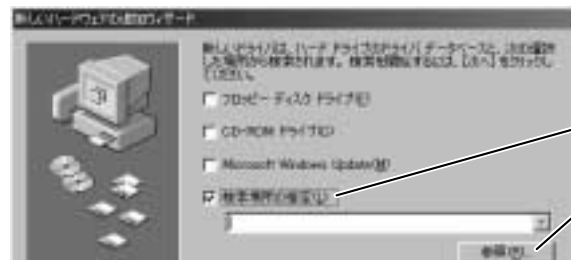 新しいハードウェアの追加ウィザード
新しいドライバは、ハード ドライブのドライバ データベースと、次の選択
した場所から検索されます。検索を開始するには、[次へ] をクリックし
てください。
フロッピー ディスク ドライブ(F)
CD-ROM ドライブ(C)
Microsoft Windows Update(M)
検索場所の指定(L)
参照(R)...